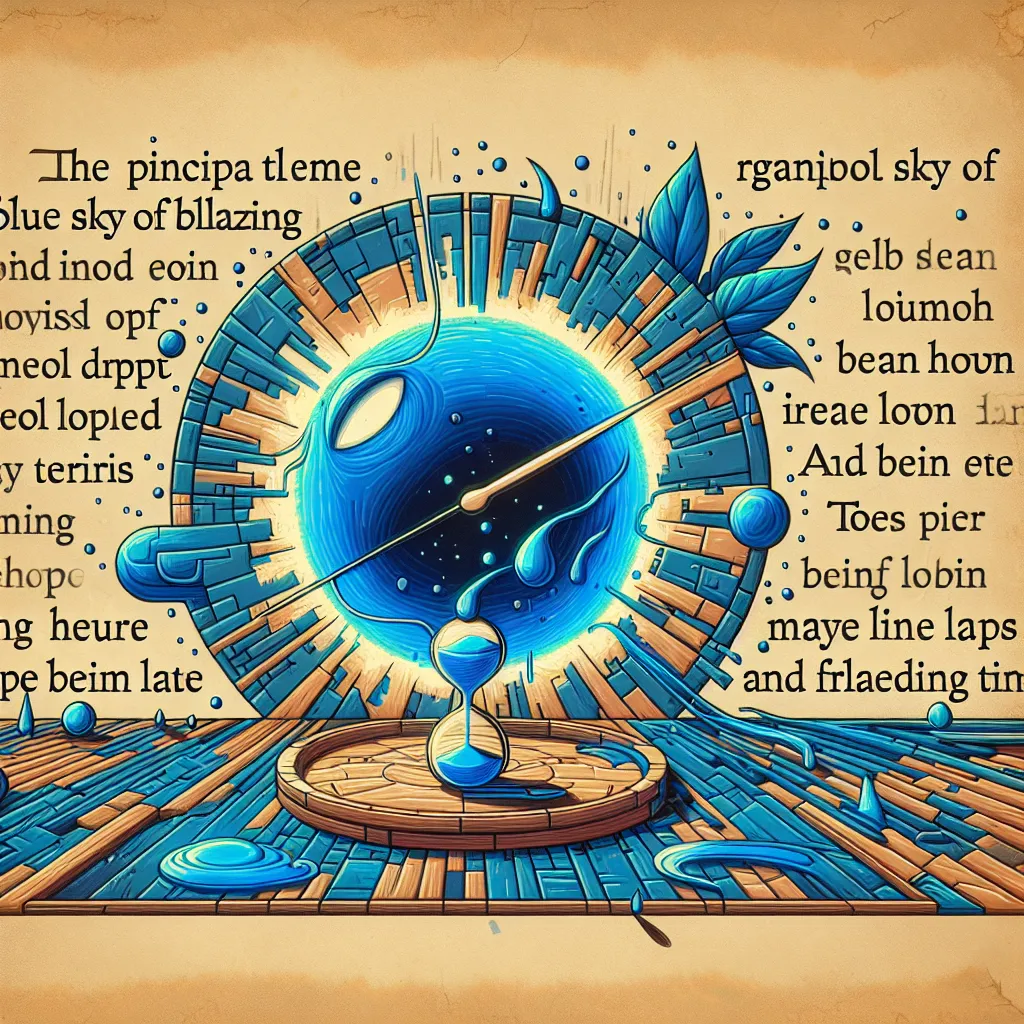 The pincipa tleme
blue sky of bllazing
ond inod eoin
oyisd opf
meol drppt
eol lopied
y teriris
ning
ehope
ng heure
pe beim late
rganipol sky of
gelb sean
loumoh
bean houn
ireae loon
Aid bein ete
Toes pier
beinf lobin
maye line laps
and frlaeding tim